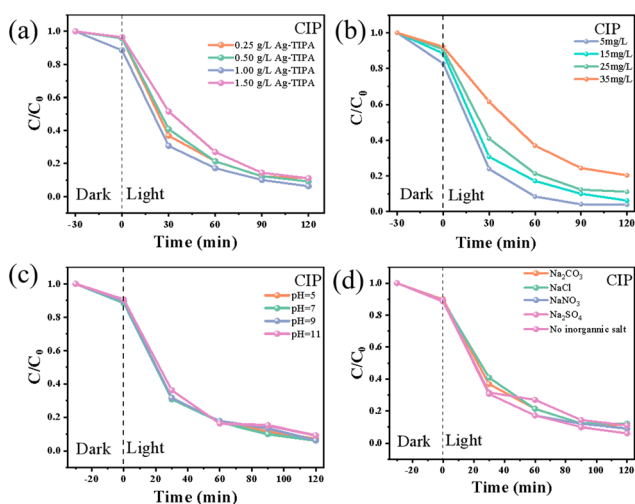 (a)
CIP
0.25 g/L Ag-TIPA
0.50 g/L Ag-TIPA
1.00 g/L Ag-TIPA
1.50 g/L Ag-TIPA
C/C0
1.0
0.8
0.6
0.4
0.2
0.0
Dark
Light
-30 0 30 60 90 120
Time (min)
(b)
CIP
5mg/L
15mg/L
25mg/L
35mg/L
C/C0
1.0
0.8
0.6
0.4
0.2
0.0
Dark
Light
-30 0 30 60 90 120
Time (min)
(c)
CIP
pH=5
pH=7
pH=9
pH=11
C/C0
1.0
0.8
0.6
0.4
0.2
0.0
Dark
Light
-30 0 30 60 90 120
Time (min)
(d)
CIP
Na2CO3
NaCl
NaNO3
Na2SO4
No inorgannic salt
C/C0
1.0
0.8
0.6
0.4
0.2
0.0
Dark
Light
-30 0 30 60 90 120
Time (min)